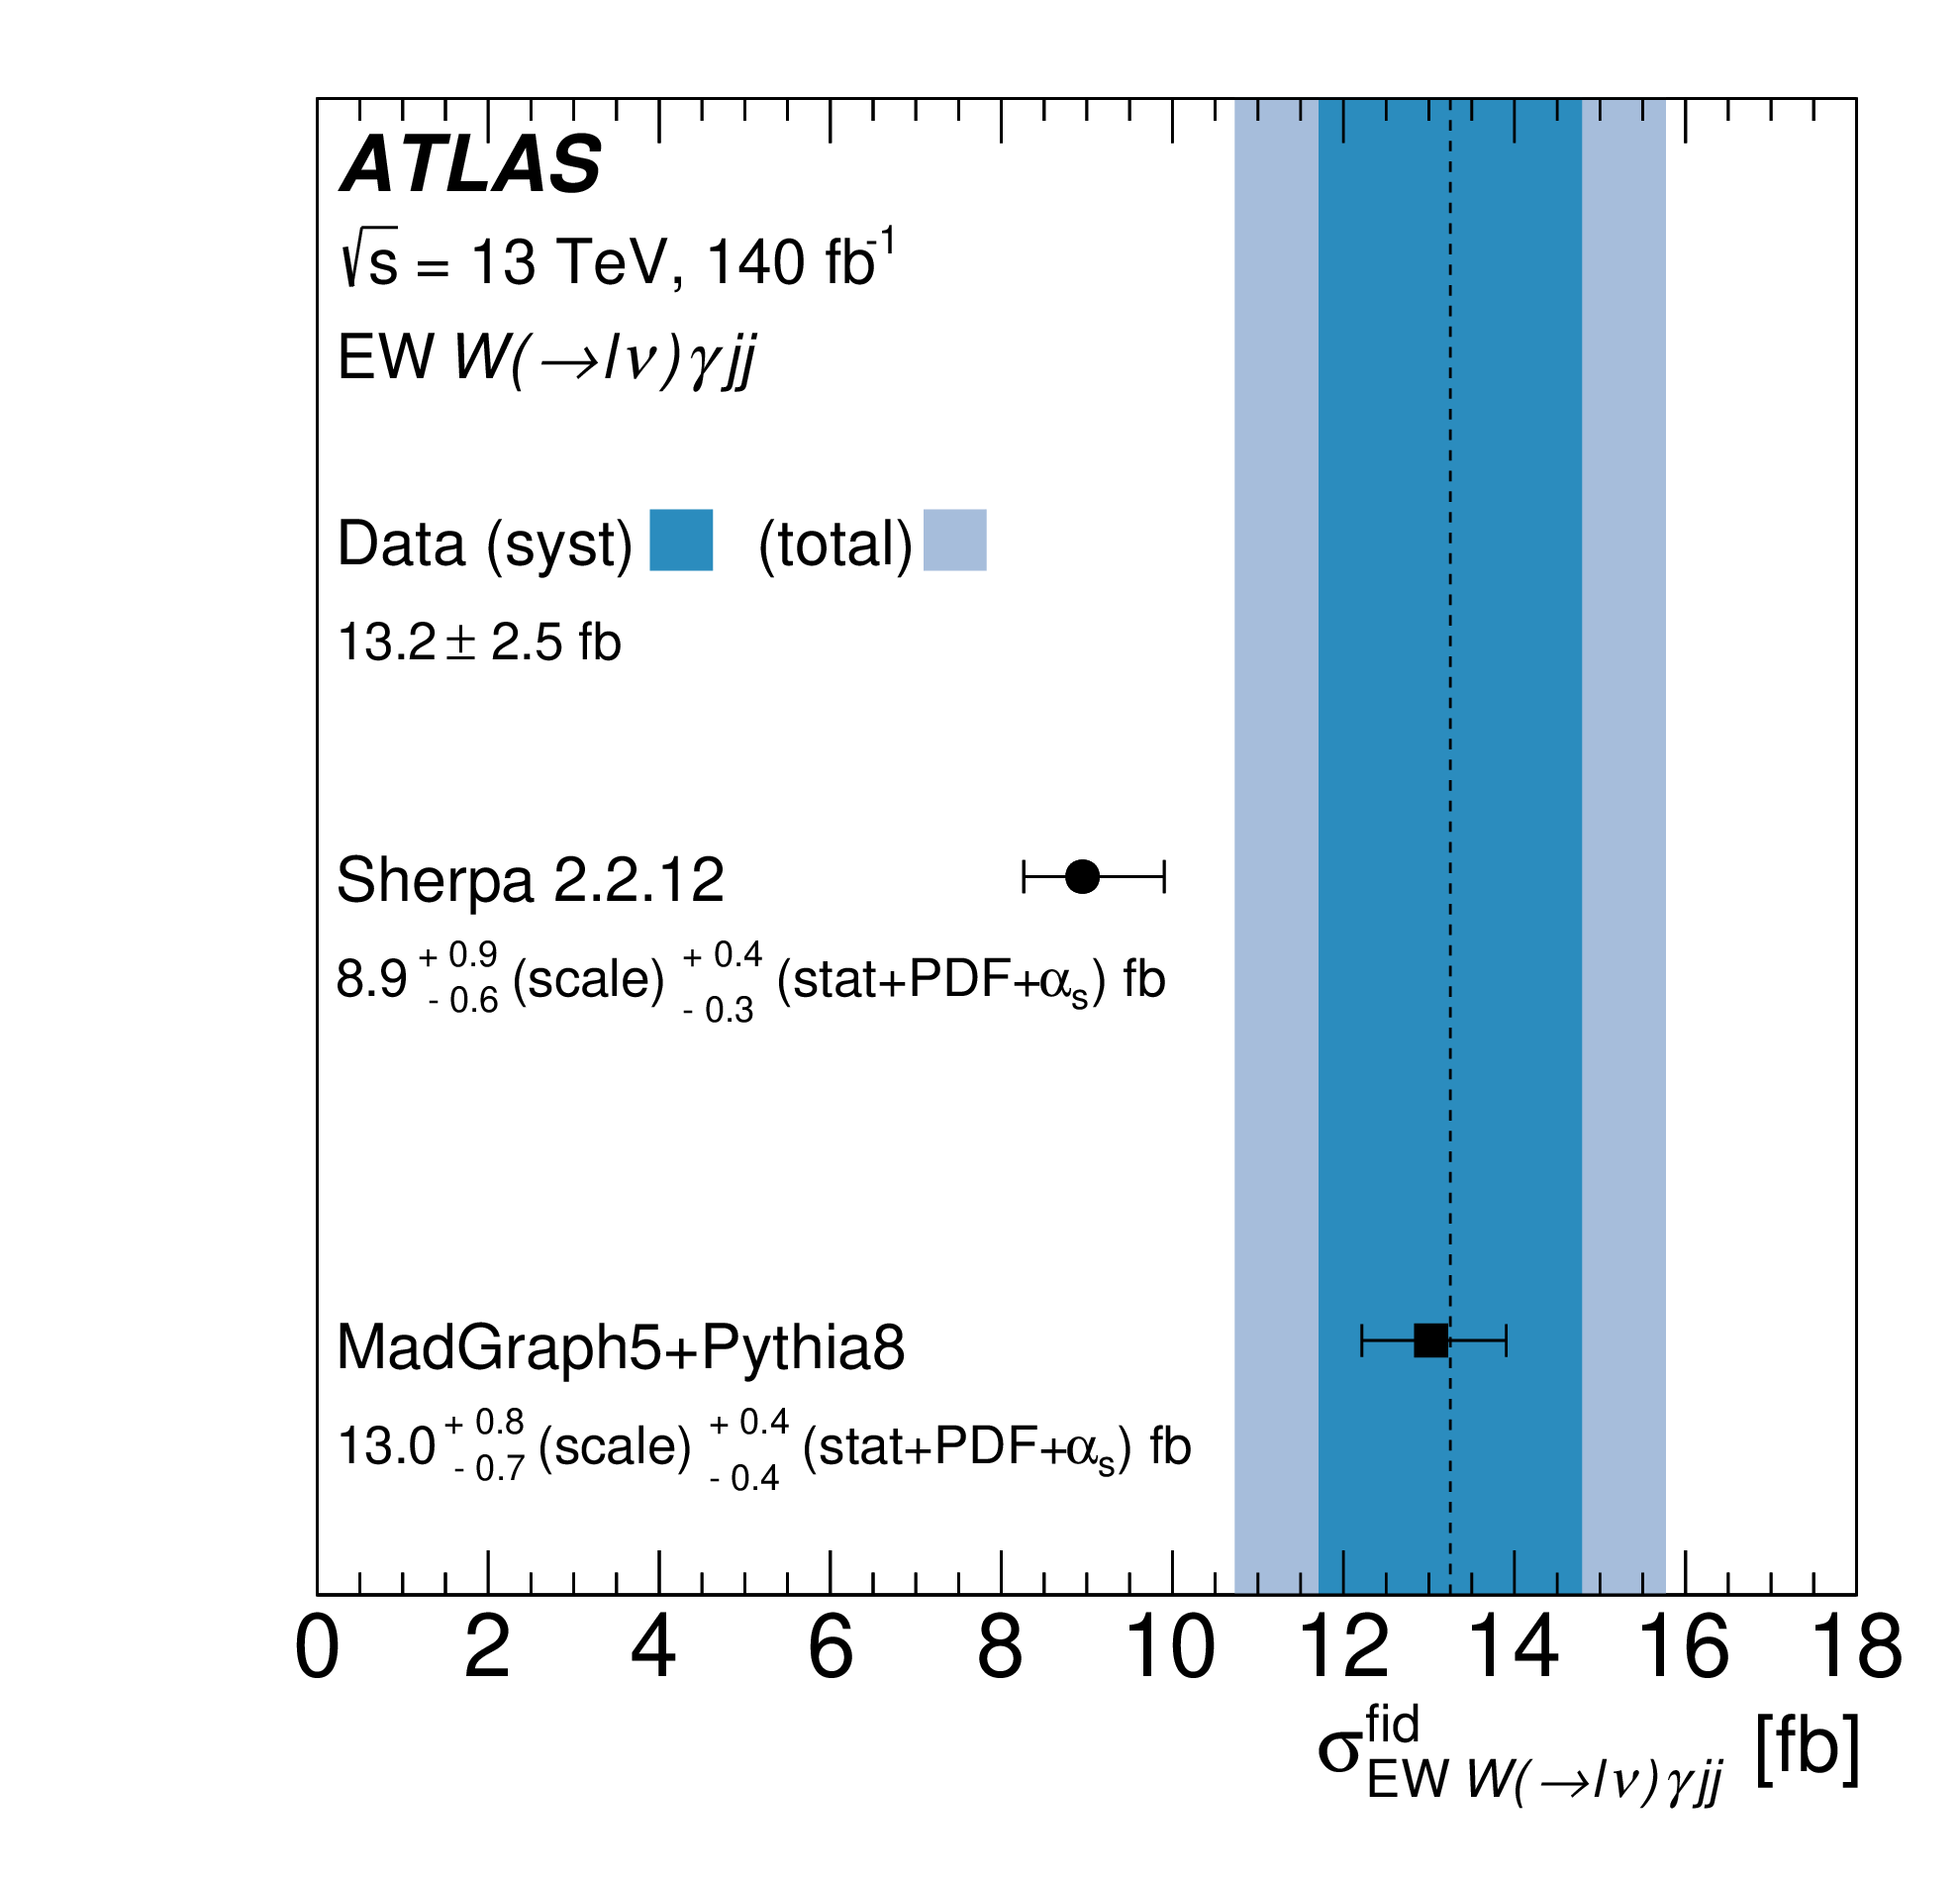 ATLAS
√s = 13 TeV, 140 fb⁻¹
EW W(→lν)γjj
Data (syst) (total)
13.2 ± 2.5 fb
Sherpa 2.2.12
8.9 + 0.9 - 0.6 (scale) + 0.4 - 0.3 (stat+PDF+αs) fb
MadGraph5+Pythia8
13.0 + 0.8 - 0.7 (scale) + 0.4 - 0.4 (stat+PDF+αs) fb
0 2 4 6 8 10 12 14 16 18
σ fid EW W(→lν)γjj [fb]